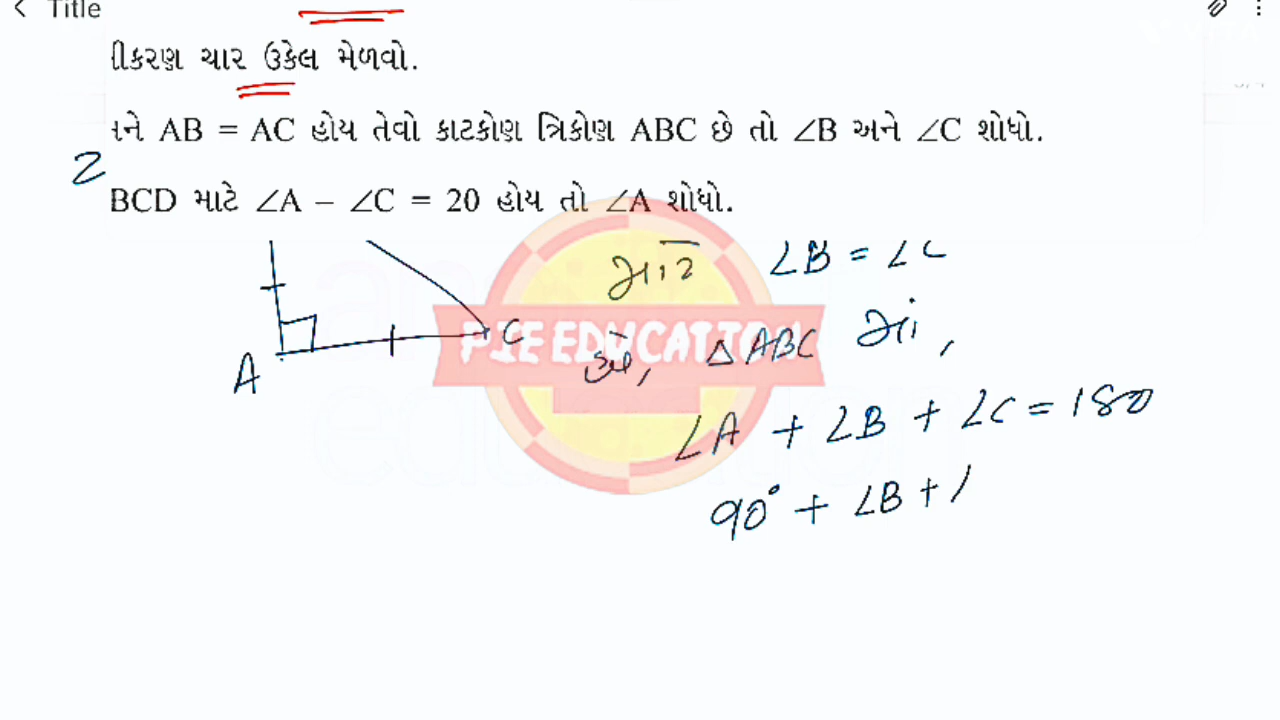 Title
ીકરણ ચાર ઉકેલ મેળવો.
ને AB = AC હોય તેવો કાટકોણ ત્રિકોણ ABC છે તો ∠B અને ∠C શોધો.
2
BCD માટે ∠A – ∠C = 20 હોય તો ∠A શોધો.
માટે ∠B = ∠C
PIE EDUCATION
C
ΔABC માં,
A
∠A + ∠B + ∠C = 180
90° + ∠B + /